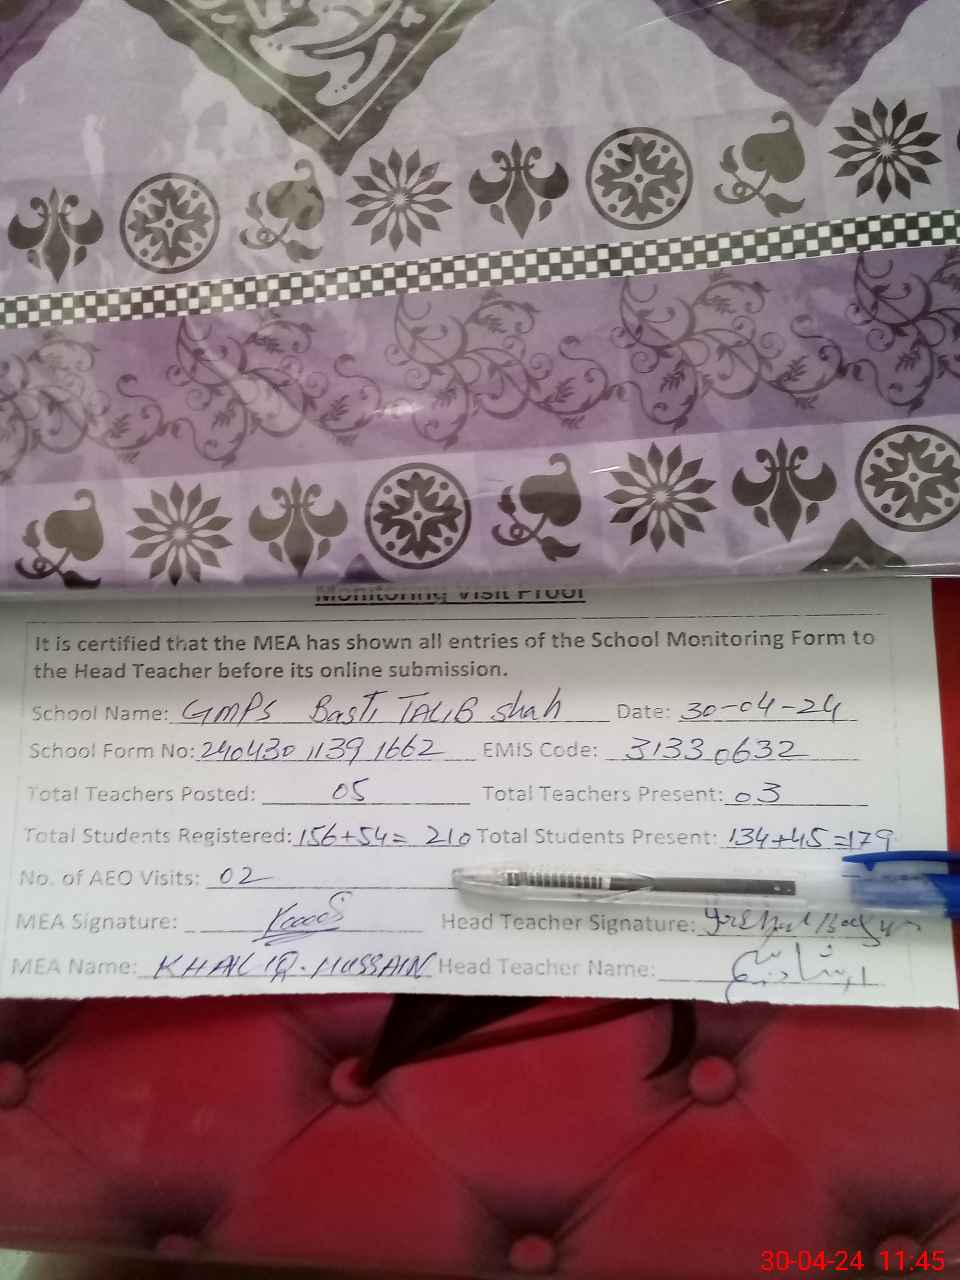 Monitoring Visit Proof
It is certified that the MEA has shown all entries of the School Monitoring Form to
the Head Teacher before its online submission.
School Name: GMPS Basti TALIB shah Date: 30-04-24
School Form No: 24043011391662 EMIS Code: 31330632
Total Teachers Posted: 05 Total Teachers Present: 03
Total Students Registered: 156+54= 210 Total Students Present: 134+45=179
No. of AEO Visits: 02
MEA Signature: Head Teacher Signature:
MEA Name: KHALIQ. HUSSAIN Head Teacher Name:
30-04-24 11:45